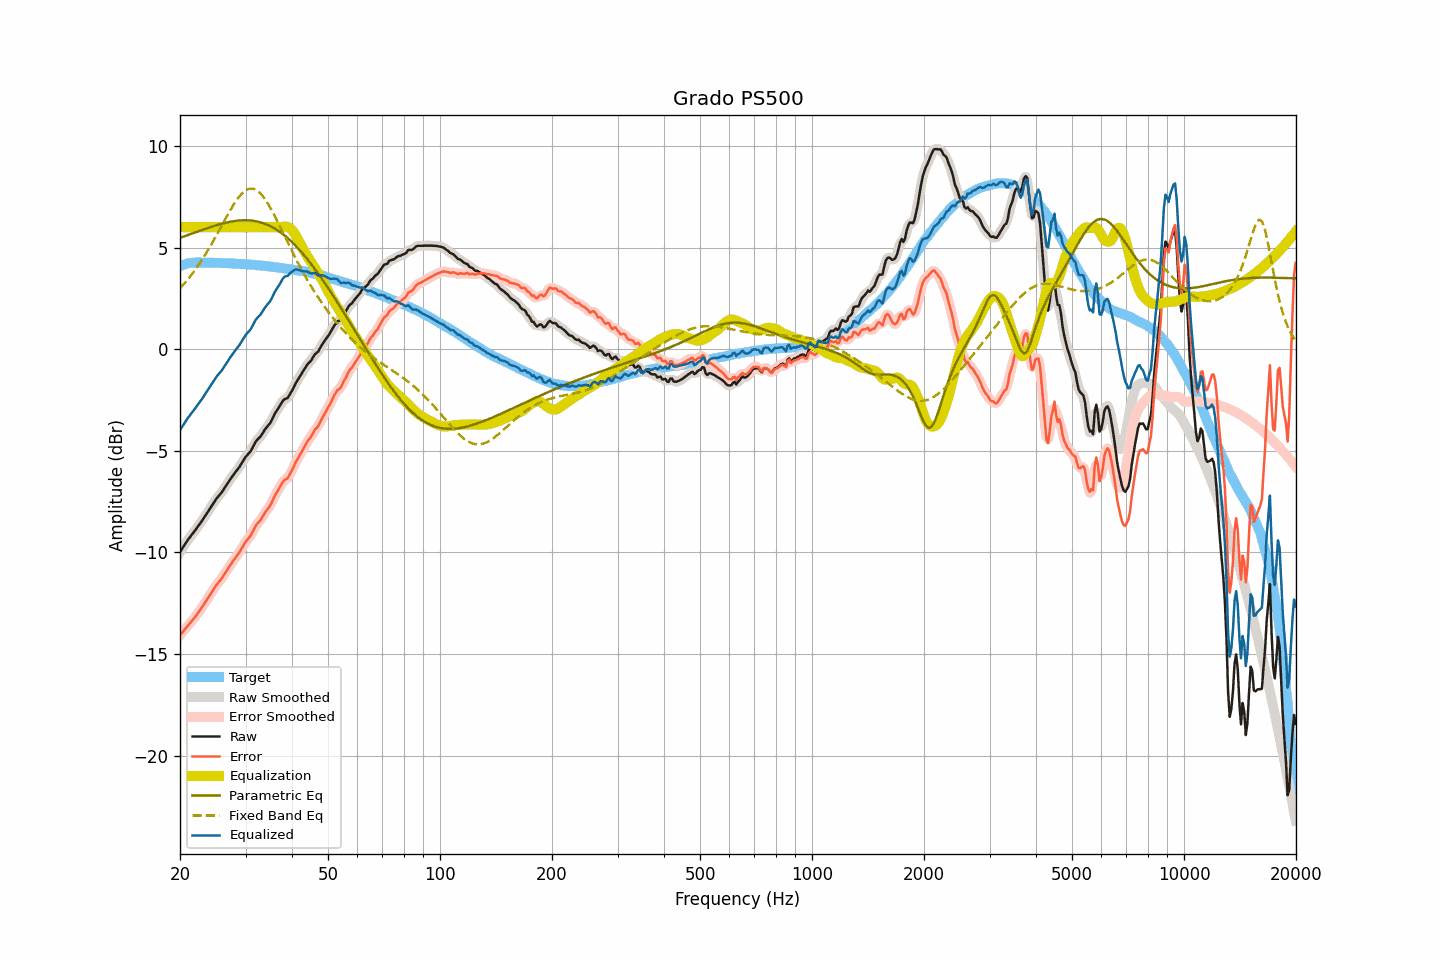 Grado PS500
Amplitude (dBr)
10
5
0
−5
−10
−15
−20
Target
Raw Smoothed
Error Smoothed
Raw
Error
Equalization
Parametric Eq
Fixed Band Eq
Equalized
20 50 100 200 500 1000 2000 5000 10000 20000
Frequency (Hz)